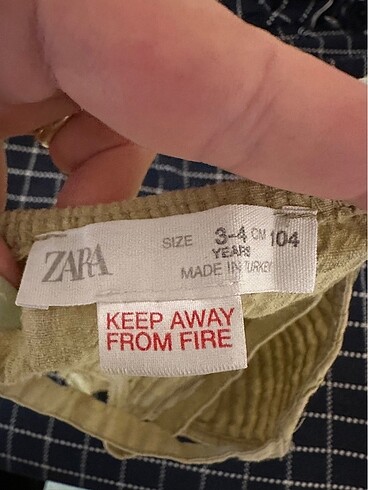 ZARA
SIZE 3-4 CM 104
YEARS
MADE IN TURKEY
KEEP AWAY
FROM FIRE